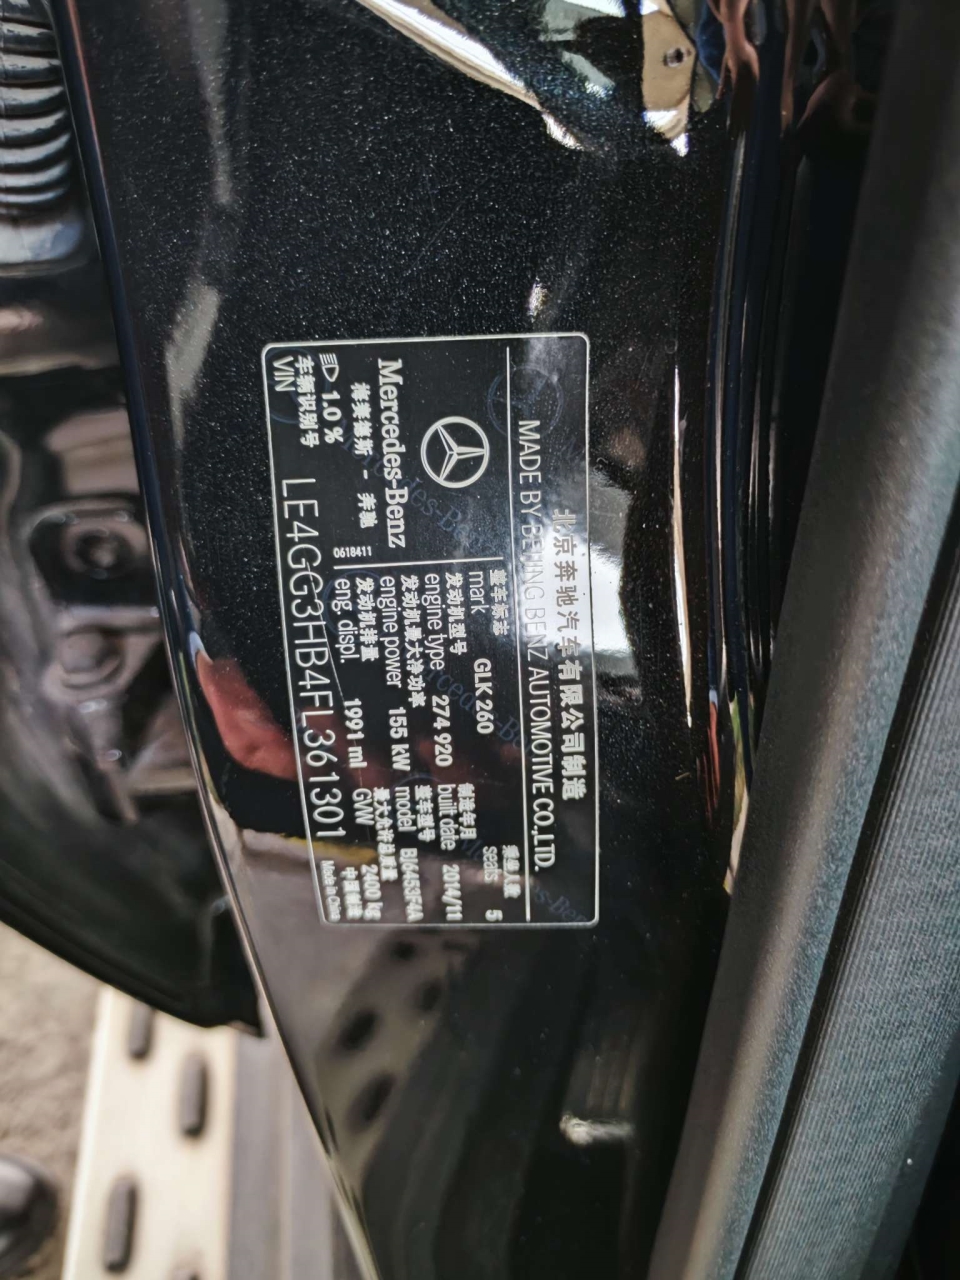 北京奔驰汽车有限公司制造
MADE BY BEIJING BENZ AUTOMOTIVE CO.,LTD.
Mercedes-Benz
梅赛德斯 - 奔驰
1.0 %
0618411
整车标志
mark GLK 260
乘坐人数
seats 5
发动机型号
engine type 274 920
制造年月
built date 2014/11
发动机最大净功率
engine power 155 kW
整车型号
model BJ6453F4A
发动机排量
eng. displ. 1991 ml
最大允许总质量
GVW 2400 kg
车辆识别号
VIN LE4GG3HB4FL361301
中国制造
Made in China